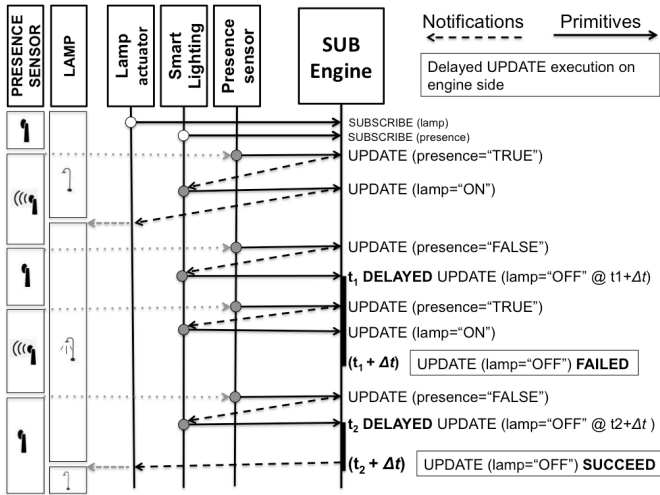 PRESENCE
SENSOR
LAMP
Lamp
actuator
Smart
Lighting
Presence
sensor
SUB
Engine
Notifications
Primitives
Delayed UPDATE execution on
engine side
SUBSCRIBE (lamp)
SUBSCRIBE (presence)
UPDATE (presence=“TRUE”)
UPDATE (lamp=“ON”)
UPDATE (presence=“FALSE”)
t1 DELAYED UPDATE (lamp=“OFF” @ t1+Δt)
UPDATE (presence=“TRUE”)
UPDATE (lamp=“ON”)
(t1 + Δt) UPDATE (lamp=“OFF”) FAILED
UPDATE (presence=“FALSE”)
t2 DELAYED UPDATE (lamp=“OFF” @ t2+Δt )
(t2 + Δt) UPDATE (lamp=“OFF”) SUCCEED